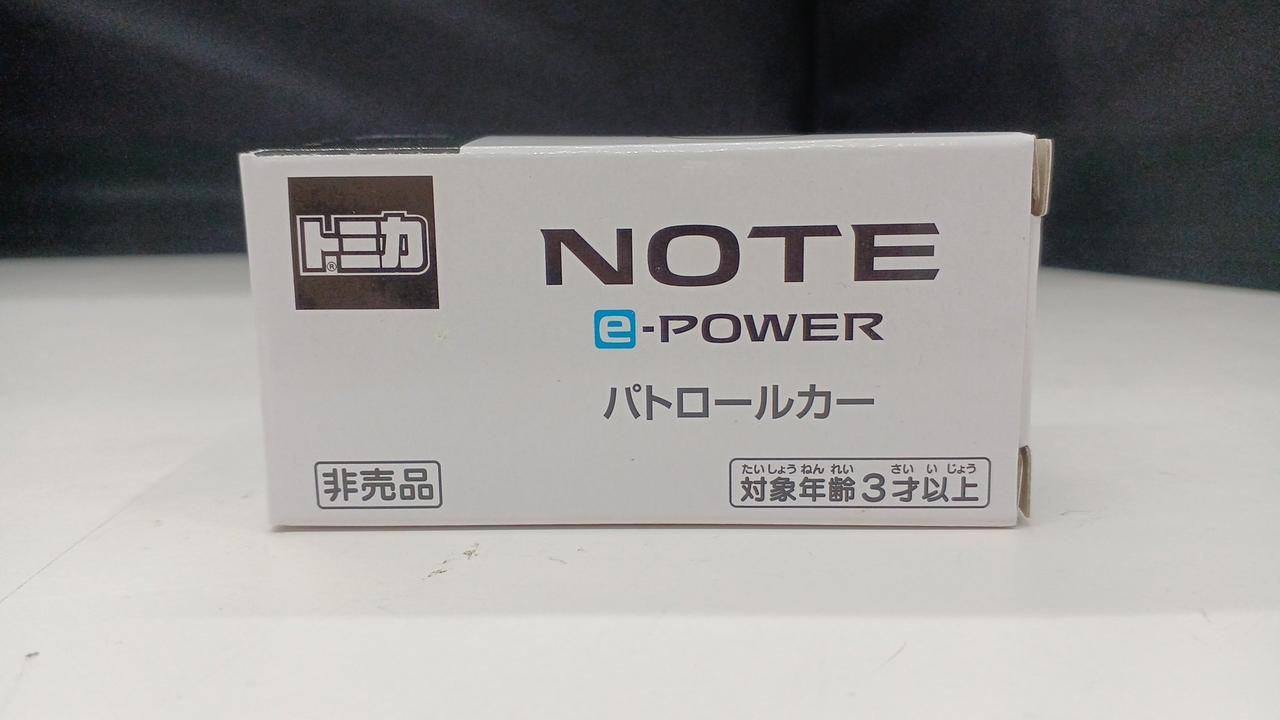 トミカ®
NOTE
e-POWER
パトロールカー
非売品
たいしょう ねん れい さい い じょう
対象年齢3才以上